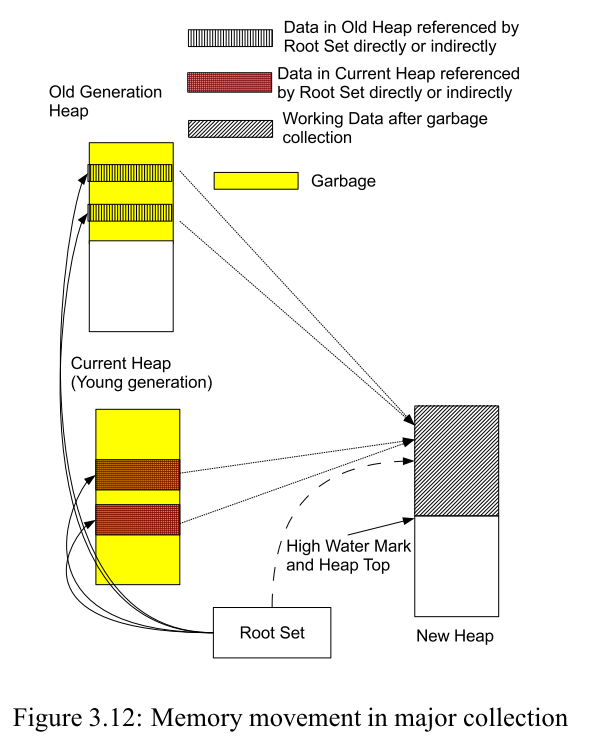 Data in Old Heap referenced by
Root Set directly or indirectly
Data in Current Heap referenced
by Root Set directly or indirectly
Old Generation
Heap
Working Data after garbage
collection
Garbage
Current Heap
(Young generation)
High Water Mark
and Heap Top
Root Set
New Heap
Figure 3.12: Memory movement in major collection